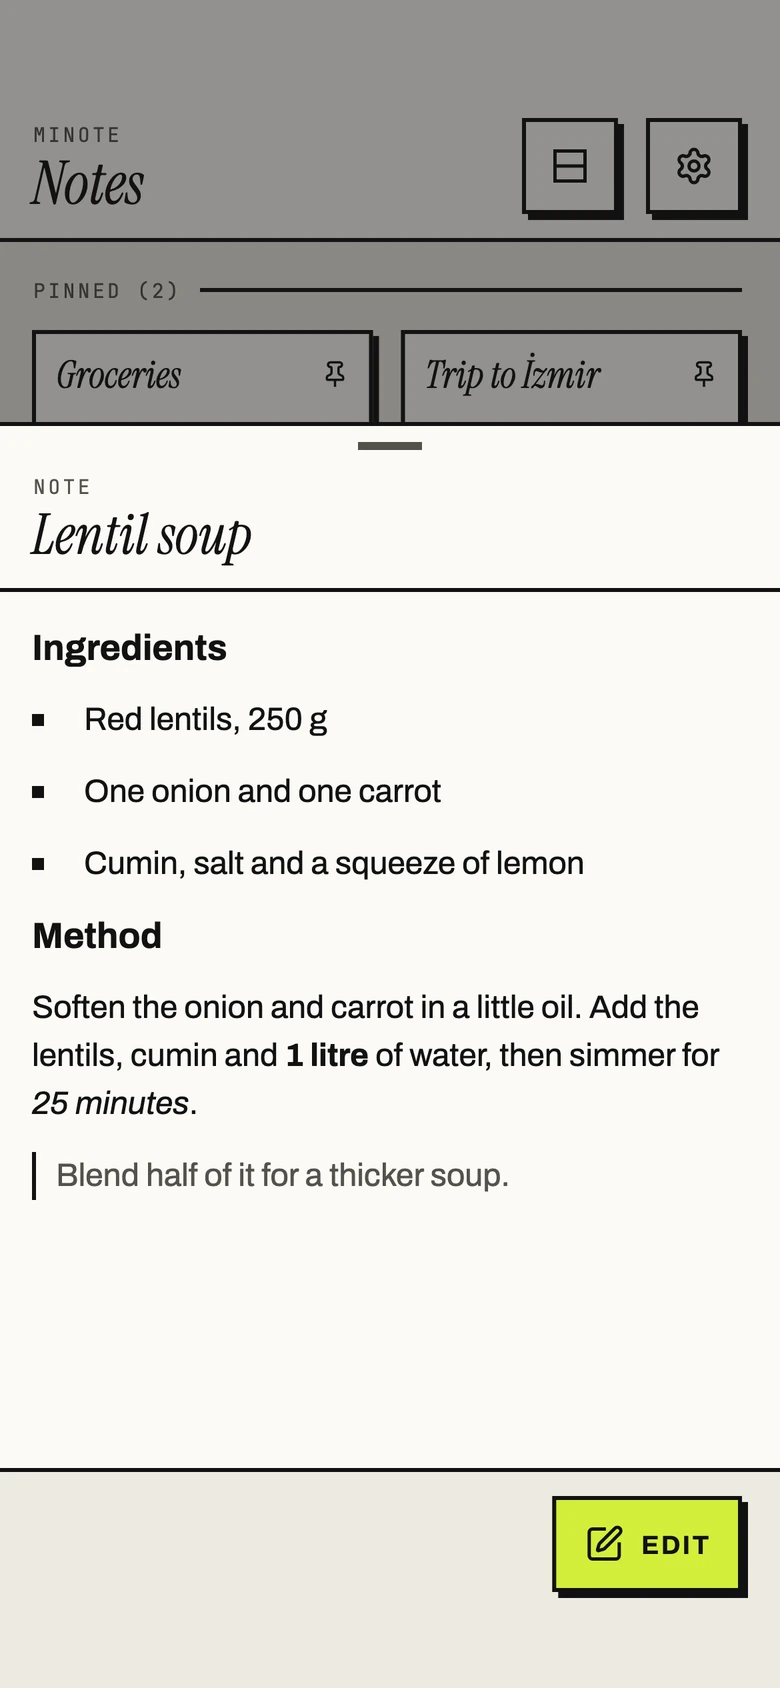 MINOTE
Notes
PINNED (2)
Groceries
Trip to İzmir
NOTE
Lentil soup
Ingredients
Red lentils, 250 g
One onion and one carrot
Cumin, salt and a squeeze of lemon
Method
Soften the onion and carrot in a little oil. Add the
lentils, cumin and 1 litre of water, then simmer for
25 minutes.
Blend half of it for a thicker soup.
EDIT